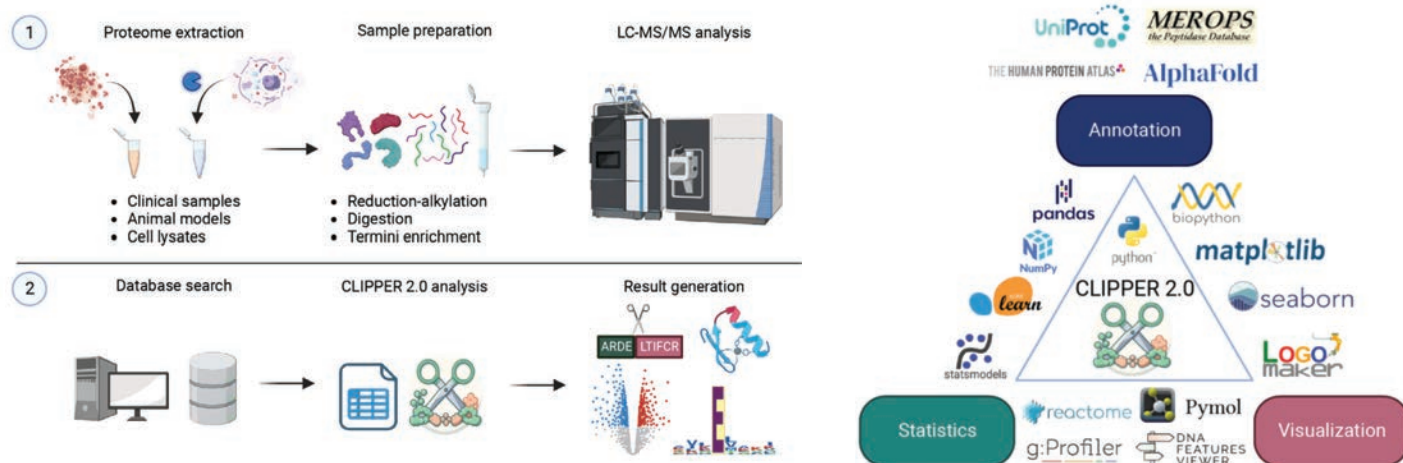 1
Proteome extraction
Sample preparation
LC-MS/MS analysis
Clinical samples
Animal models
Cell lysates
Reduction-alkylation
Digestion
Termini enrichment
2
Database search
CLIPPER 2.0 analysis
Result generation
ARDE LTIFCR
UniProt
MEROPS
the Peptidase Database
THE HUMAN PROTEIN ATLAS
AlphaFold
Annotation
pandas
biopython
python
NumPy
matplotlib
learn
CLIPPER 2.0
seaborn
statsmodels
LOGO
maker
Statistics
reactome
Pymol
g:Profiler
DNA
FEATURES
VIEWER
Visualization